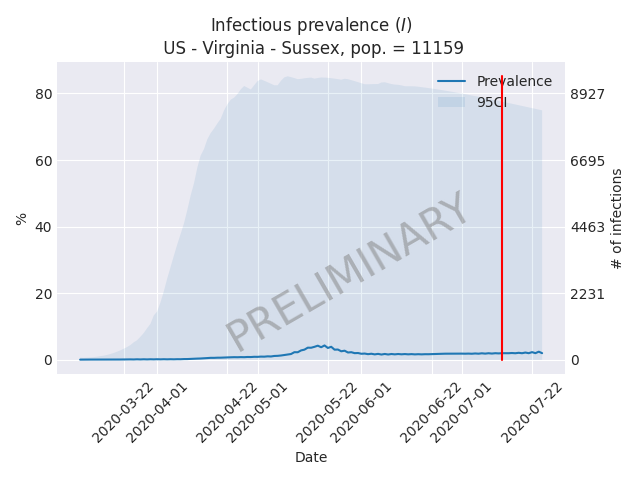 Infectious prevalence (I)
US - Virginia - Sussex, pop. = 11159
Prevalence
95CI
80
60
40
20
0
%
8927
6695
4463
2231
0
# of infections
PRELIMINARY
2020-03-22
2020-04-01
2020-04-22
2020-05-01
2020-05-22
2020-06-01
2020-06-22
2020-07-01
2020-07-22
Date